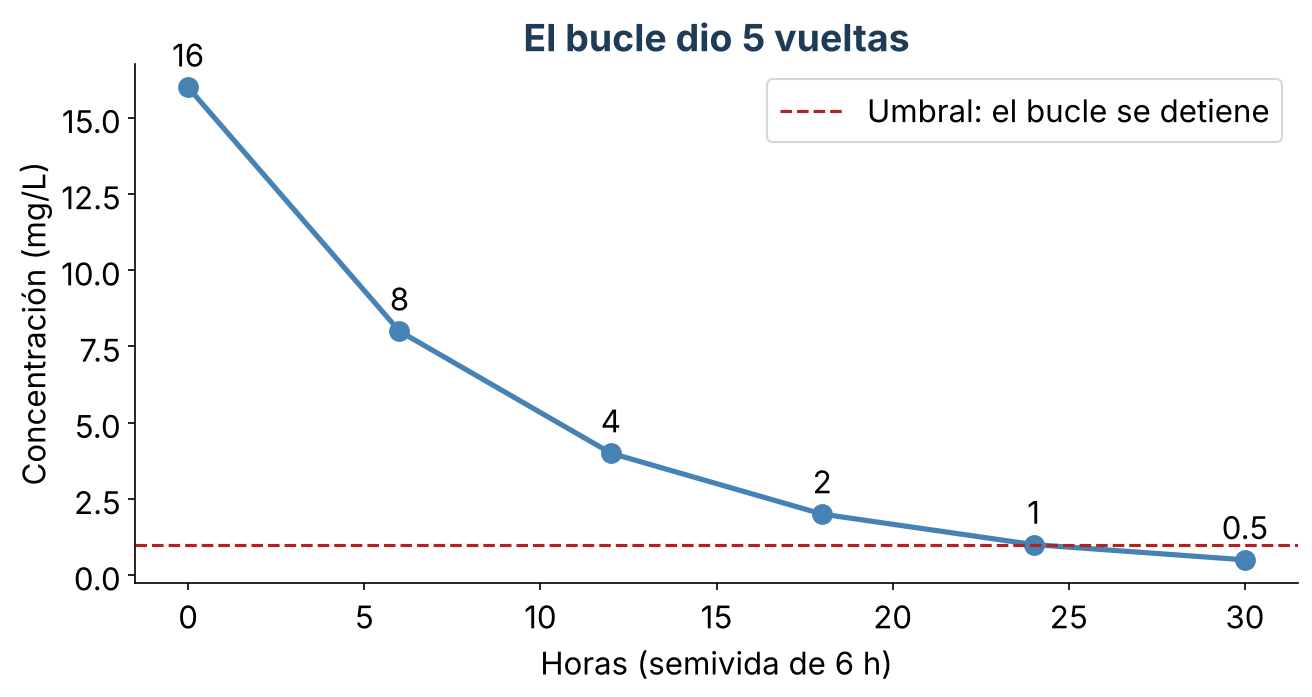 El bucle dio 5 vueltas
Umbral: el bucle se detiene
Concentración (mg/L)
15.0
12.5
10.0
7.5
5.0
2.5
0.0
16
8
4
2
1
0.5
0 5 10 15 20 25 30
Horas (semivida de 6 h)